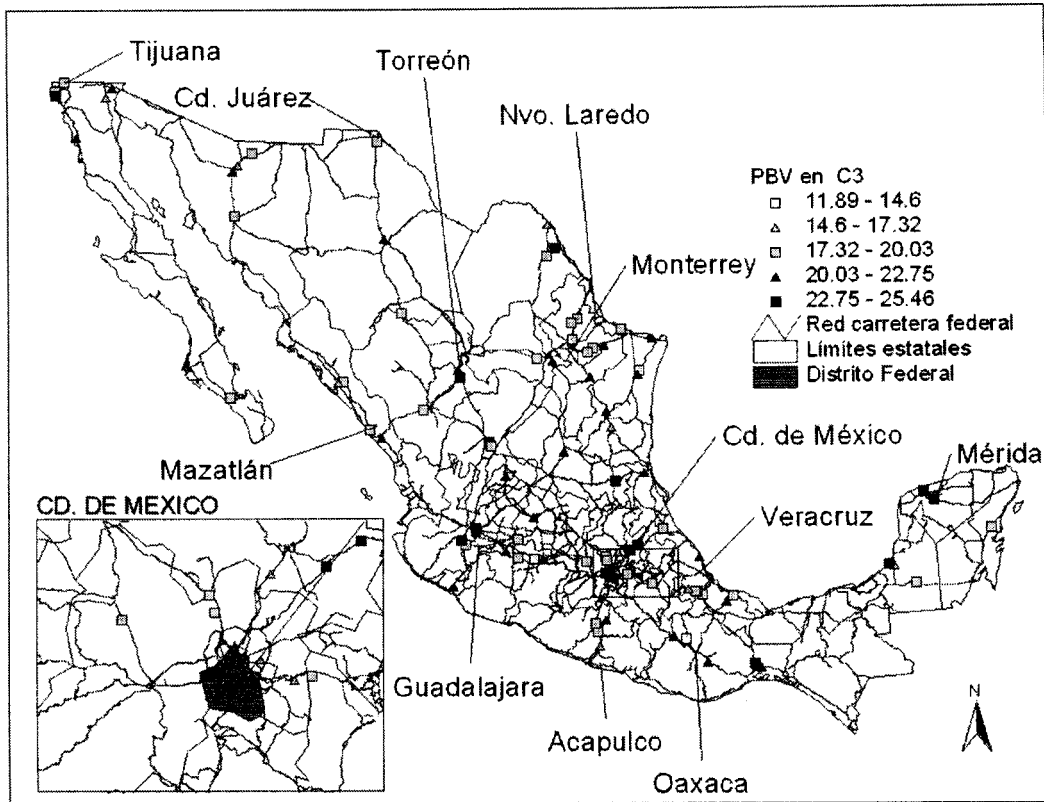 Tijuana
Torreón
Cd. Juárez
Nvo. Laredo
PBV en C3
11.89 - 14.6
14.6 - 17.32
17.32 - 20.03
20.03 - 22.75
22.75 - 25.46
Red carretera federal
Límites estatales
Distrito Federal
Monterrey
Cd. de México
Mérida
Mazatlán
CD. DE MEXICO
Veracruz
Guadalajara
Acapulco
Oaxaca
N